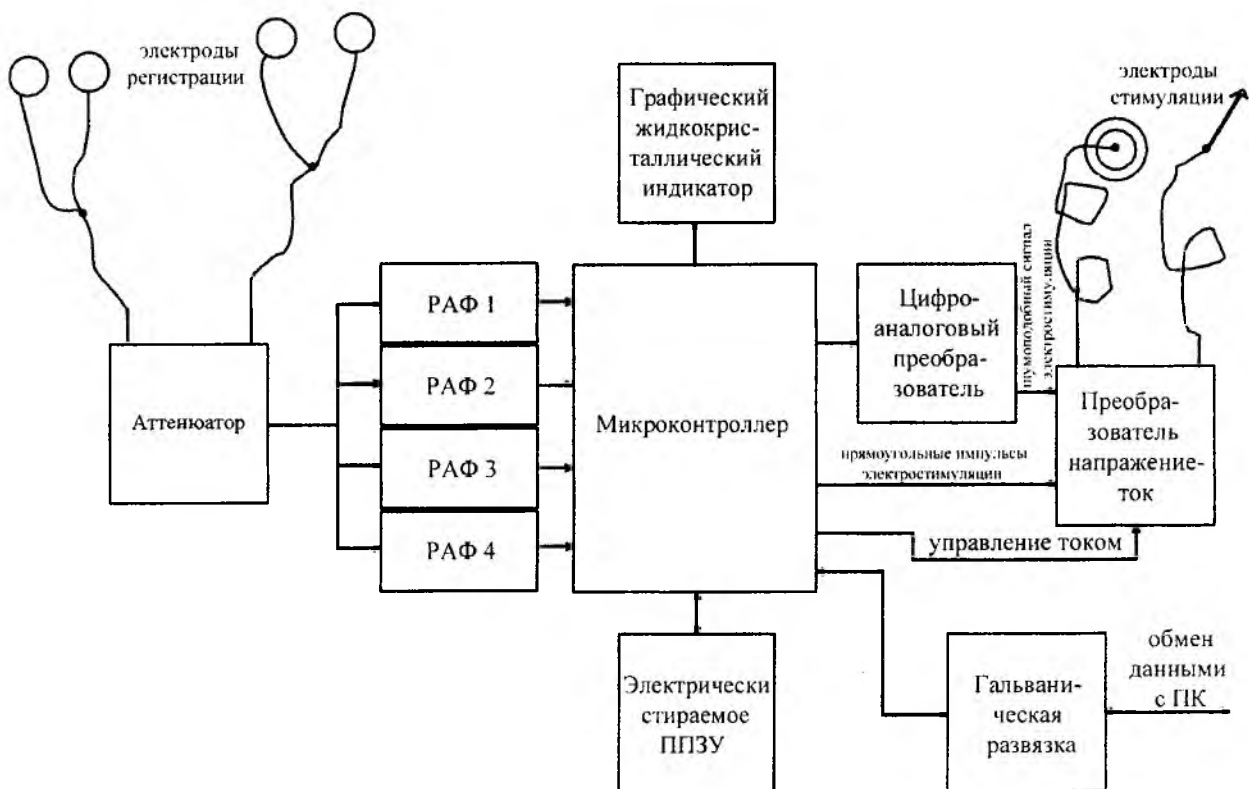 электроды
регистрации
Графический
жидкокрис-
таллический
индикатор
электроды
стимуляции
РАФ 1
РАФ 2
РАФ 3
РАФ 4
Аттенюатор
Микроконтроллер
Цифро-
аналоговый
преобра-
зователь
шумоподобный сигнал
электростимуляции
Преобра-
зователь
напражение-
ток
прямоугольные импульсы
электростимуляции
управление током
Электрически
стираемое
ППЗУ
Гальвани-
ческая
развязка
обмен
данными
с ПК